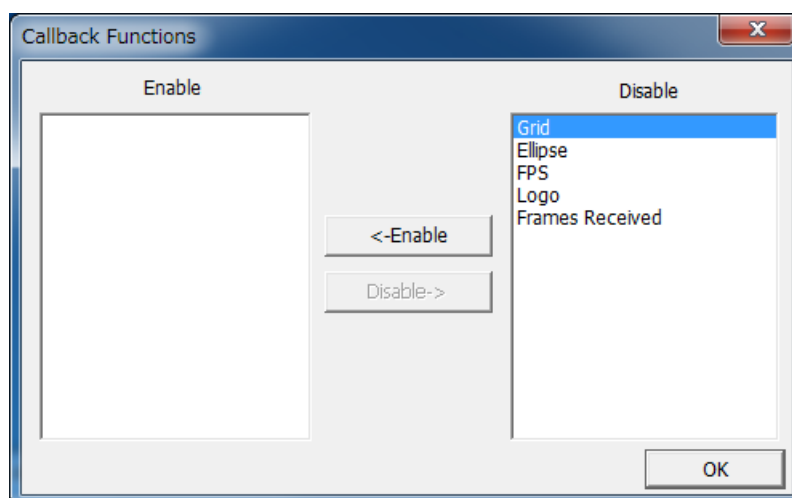 Callback Functions
Enable
Disable
Grid
Ellipse
FPS
Logo
Frames Received
<-Enable
Disable->
OK